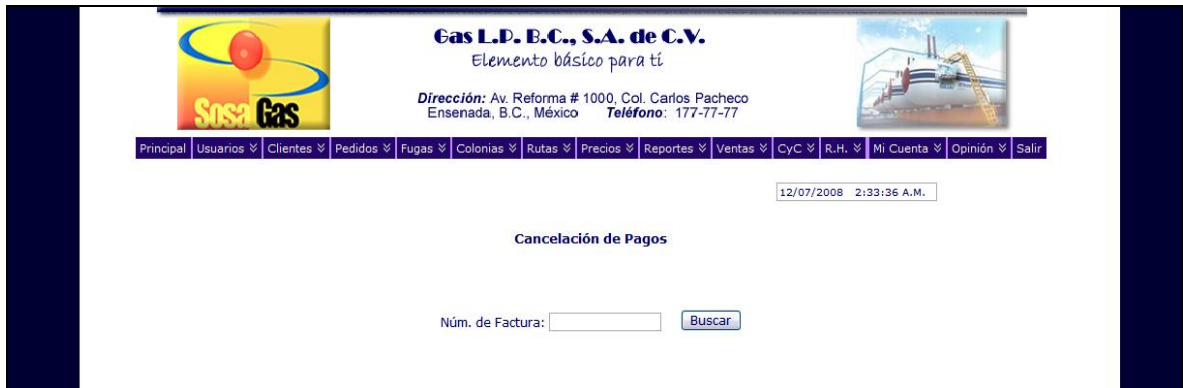 Gas L.P. B.C., S.A. de C.V.
Elemento básico para tí
Dirección: Av. Reforma # 1000, Col. Carlos Pacheco
Ensenada, B.C., México Teléfono: 177-77-77
Sosa Gas
Principal Usuarios Clientes Pedidos Fugas Colonias Rutas Precios Reportes Ventas CyC R.H. Mi Cuenta Opinión Salir
12/07/2008 2:33:36 A.M.
Cancelación de Pagos
Núm. de Factura: Buscar